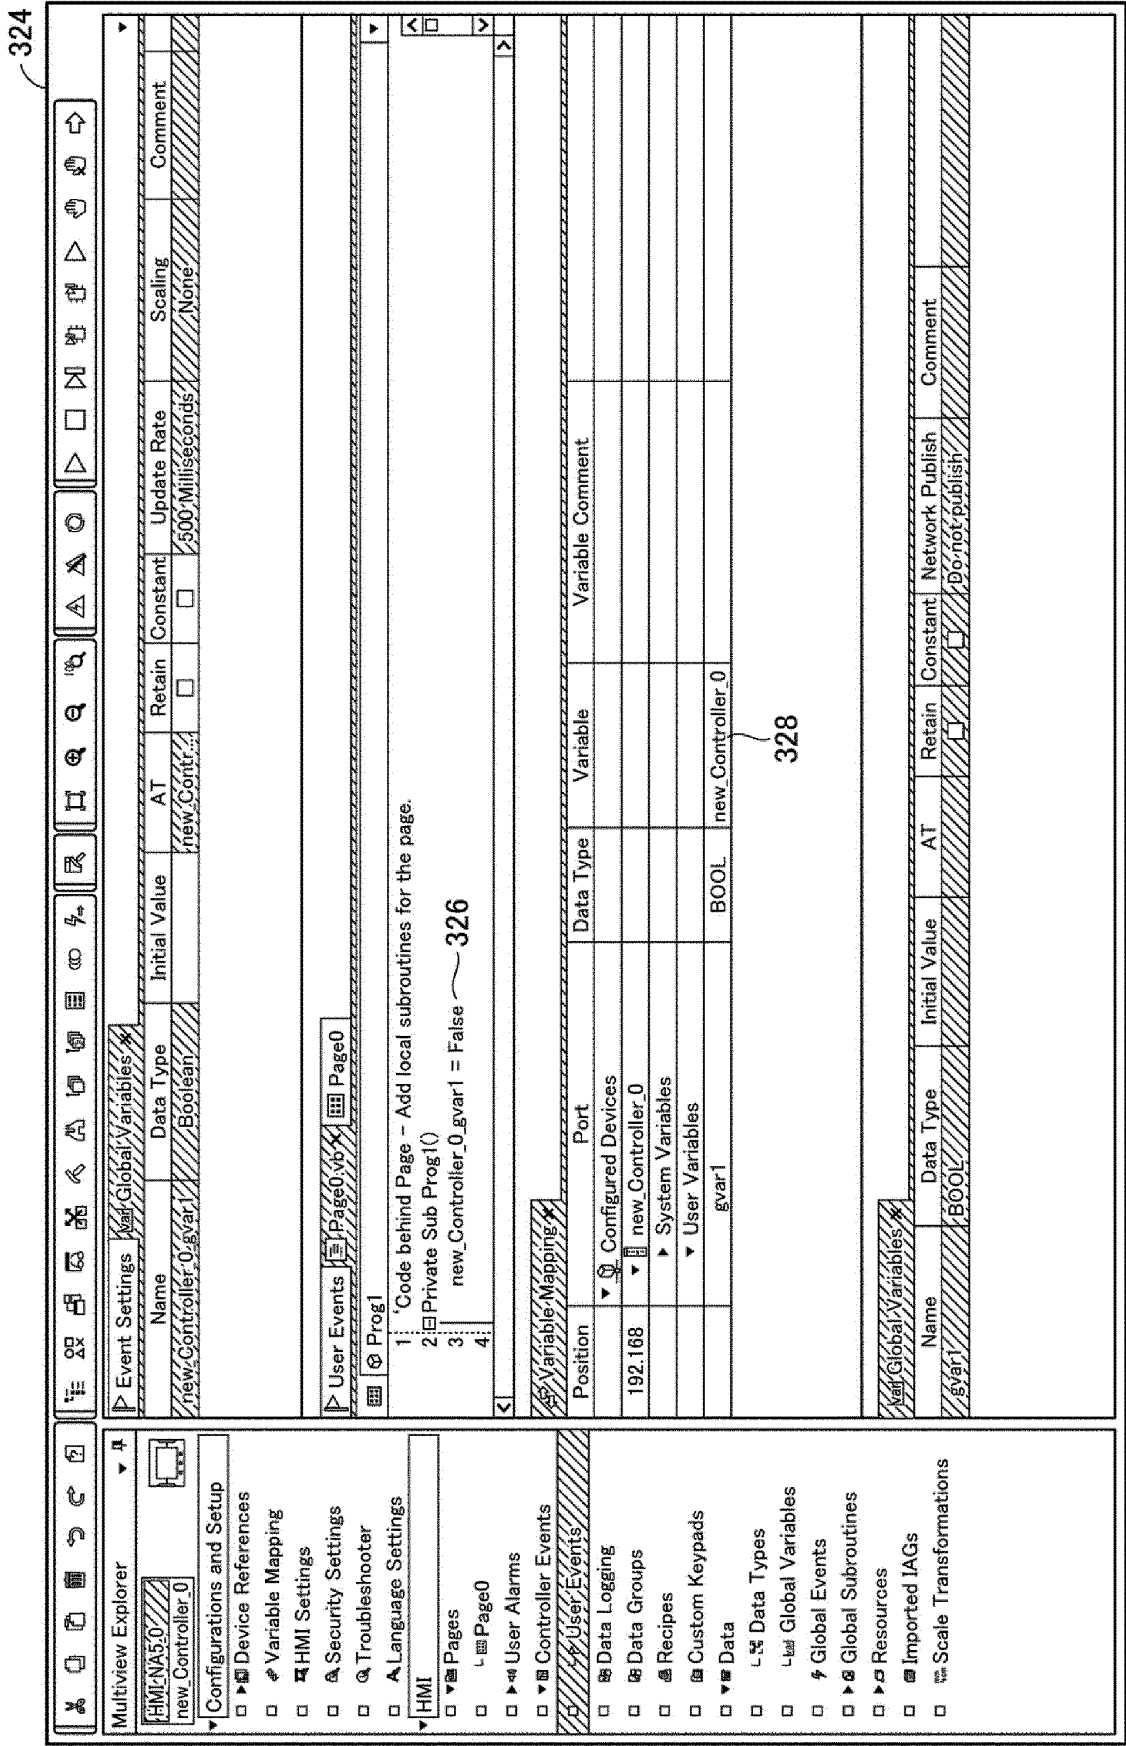 324
Multiview Explorer
HMI-NA5_0
new_Controller_0
Configurations and Setup
Device References
Variable Mapping
HMI Settings
Security Settings
Troubleshooter
Language Settings
HMI
Pages
Page0
User Alarms
Controller Events
User Events
Data Logging
Data Groups
Recipes
Custom Keypads
Data
Data Types
Global Variables
Global Events
Global Subroutines
Resources
Imported IAGs
Scale Transformations
Event Settings var Global Variables x
Name Data Type Initial Value AT Retain Constant Update Rate Scaling Comment
new_Controller_0_gvar1 Boolean new_Contr... 500 Milliseconds None
User Events Page0.vb x Page0
Prog1
1 'Code behind Page - Add local subroutines for the page.
2 Private Sub Prog1()
3 new_Controller_0_gvar1 = False 326
4
Variable Mapping x
Position Port Data Type Variable Variable Comment
Configured Devices
192.168 new_Controller_0
System Variables
User Variables
gvar1 BOOL new_Controller_0
328
var Global Variables x
Name Data Type Initial Value AT Retain Constant Network Publish Comment
gvar1 BOOL Do not publish